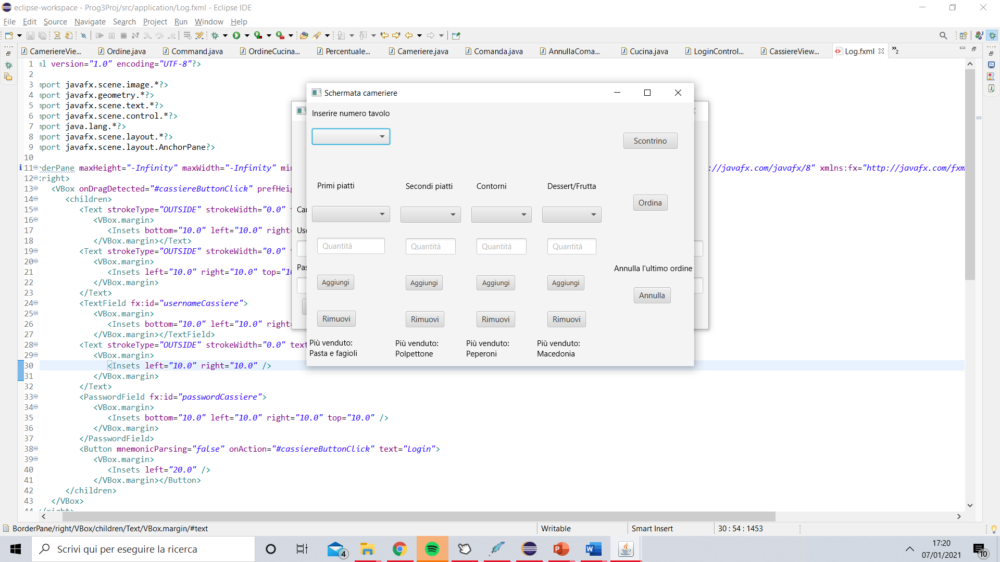 eclipse-workspace - Prog3Proj/src/application/Log.fxml - Eclipse IDE
File Edit Source Navigate Search Project Run Window Help
CameriereVie... Ordine.java Command.java OrdineCucina... Percentuale... Cameriere.java Comanda.java AnnullaComa... Cucina.java LoginControl... CassiereView... Log.fxml »2
1 ml version="1.0" encoding="UTF-8"?>
2
3 mport javafx.scene.image.*?>
4 mport javafx.geometry.*?>
5 mport javafx.scene.text.*?>
6 mport javafx.scene.control.*?>
7 mport java.lang.*?>
8 mport javafx.scene.layout.*?>
9 mport javafx.scene.layout.AnchorPane?>
10
11 rderPane maxHeight="-Infinity" maxWidth="-Infinity" min ://javafx.com/javafx/8" xmlns:fx="http://javafx.com/fxm
12 <right>
13 <VBox onDragDetected="#cassiereButtonClick" prefHeig
14 <children>
15 <Text strokeType="OUTSIDE" strokeWidth="0.0" t
16 <VBox.margin>
17 <Insets bottom="10.0" left="10.0" right=
18 </VBox.margin></Text>
19 <Text strokeType="OUTSIDE" strokeWidth="0.0" t
20 <VBox.margin>
21 <Insets left="10.0" right="10.0" top="10
22 </VBox.margin>
23 </Text>
24 <TextField fx:id="usernameCassiere">
25 <VBox.margin>
26 <Insets bottom="10.0" left="10.0" right=
27 </VBox.margin></TextField>
28 <Text strokeType="OUTSIDE" strokeWidth="0.0" text
29 <VBox.margin>
30 <Insets left="10.0" right="10.0" />
31 </VBox.margin>
32 </Text>
33 <PasswordField fx:id="passwordCassiere">
34 <VBox.margin>
35 <Insets bottom="10.0" left="10.0" right="10.0" top="10.0" />
36 </VBox.margin>
37 </PasswordField>
38 <Button mnemonicParsing="false" onAction="#cassiereButtonClick" text="Login">
39 <VBox.margin>
40 <Insets left="20.0" />
41 </VBox.margin></Button>
42 </children>
43 </VBox>
44 </right>
Car
Use
Pas
Schermata cameriere
Inserire numero tavolo
Scontrino
Primi piatti Secondi piatti Contorni Dessert/Frutta
Ordina
Quantità Quantità Quantità Quantità
Annulla l'ultimo ordine
Aggiungi Aggiungi Aggiungi Aggiungi
Annulla
Rimuovi Rimuovi Rimuovi Rimuovi
Più venduto: Più venduto: Più venduto: Più venduto:
Pasta e fagioli Polpettone Peperoni Macedonia
BorderPane/right/VBox/children/Text/VBox.margin/#text Writable Smart Insert 30 : 54 : 1453
Scrivi qui per eseguire la ricerca
4
17:20
07/01/2021
10